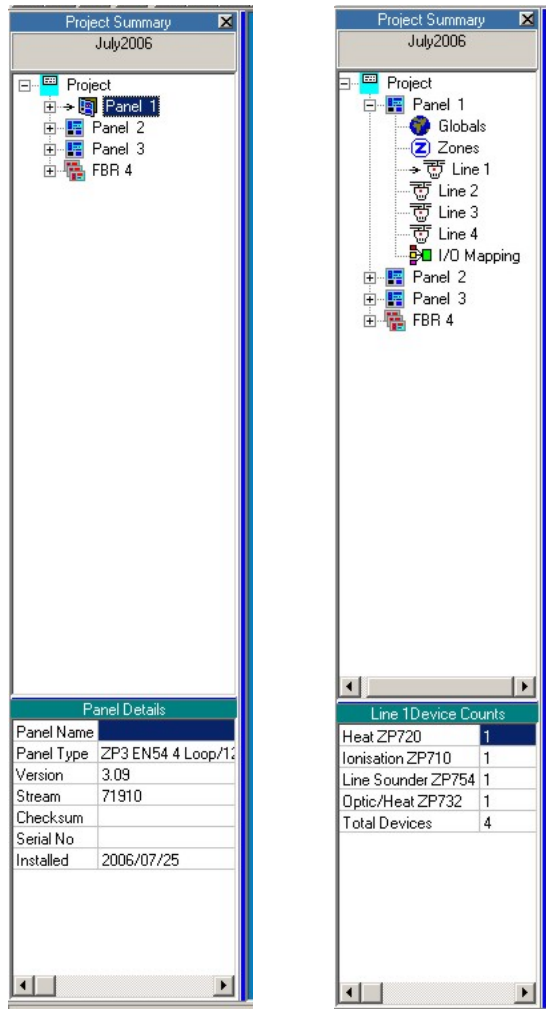 Project Summary
July2006
Project
Panel 1
Panel 2
Panel 3
FBR 4
Panel Details
Panel Name
Panel Type ZP3 EN54 4 Loop/12
Version 3.09
Stream 71910
Checksum
Serial No
Installed 2006/07/25
Project Summary
July2006
Project
Panel 1
Globals
Z Zones
Line 1
Line 2
Line 3
Line 4
I/O Mapping
Panel 2
Panel 3
FBR 4
Line 1Device Counts
Heat ZP720 1
Ionisation ZP710 1
Line Sounder ZP754 1
Optic/Heat ZP732 1
Total Devices 4